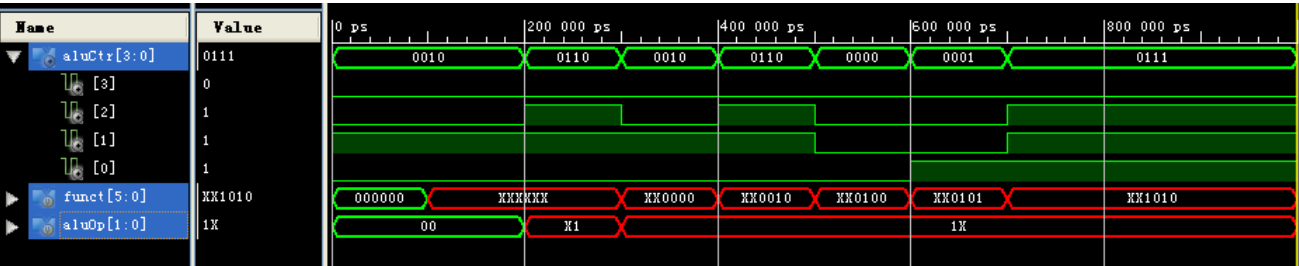 Name Value 0 ps 200 000 ps 400 000 ps 600 000 ps 800 000 ps
aluCtr[3:0] 0111 0010 0110 0010 0110 0000 0001 0111
[3] 0
[2] 1
[1] 1
[0] 1
funct[5:0] XX1010 000000 XXXXXX XX0000 XX0010 XX0100 XX0101 XX1010
aluOp[1:0] 1X 00 X1 1X